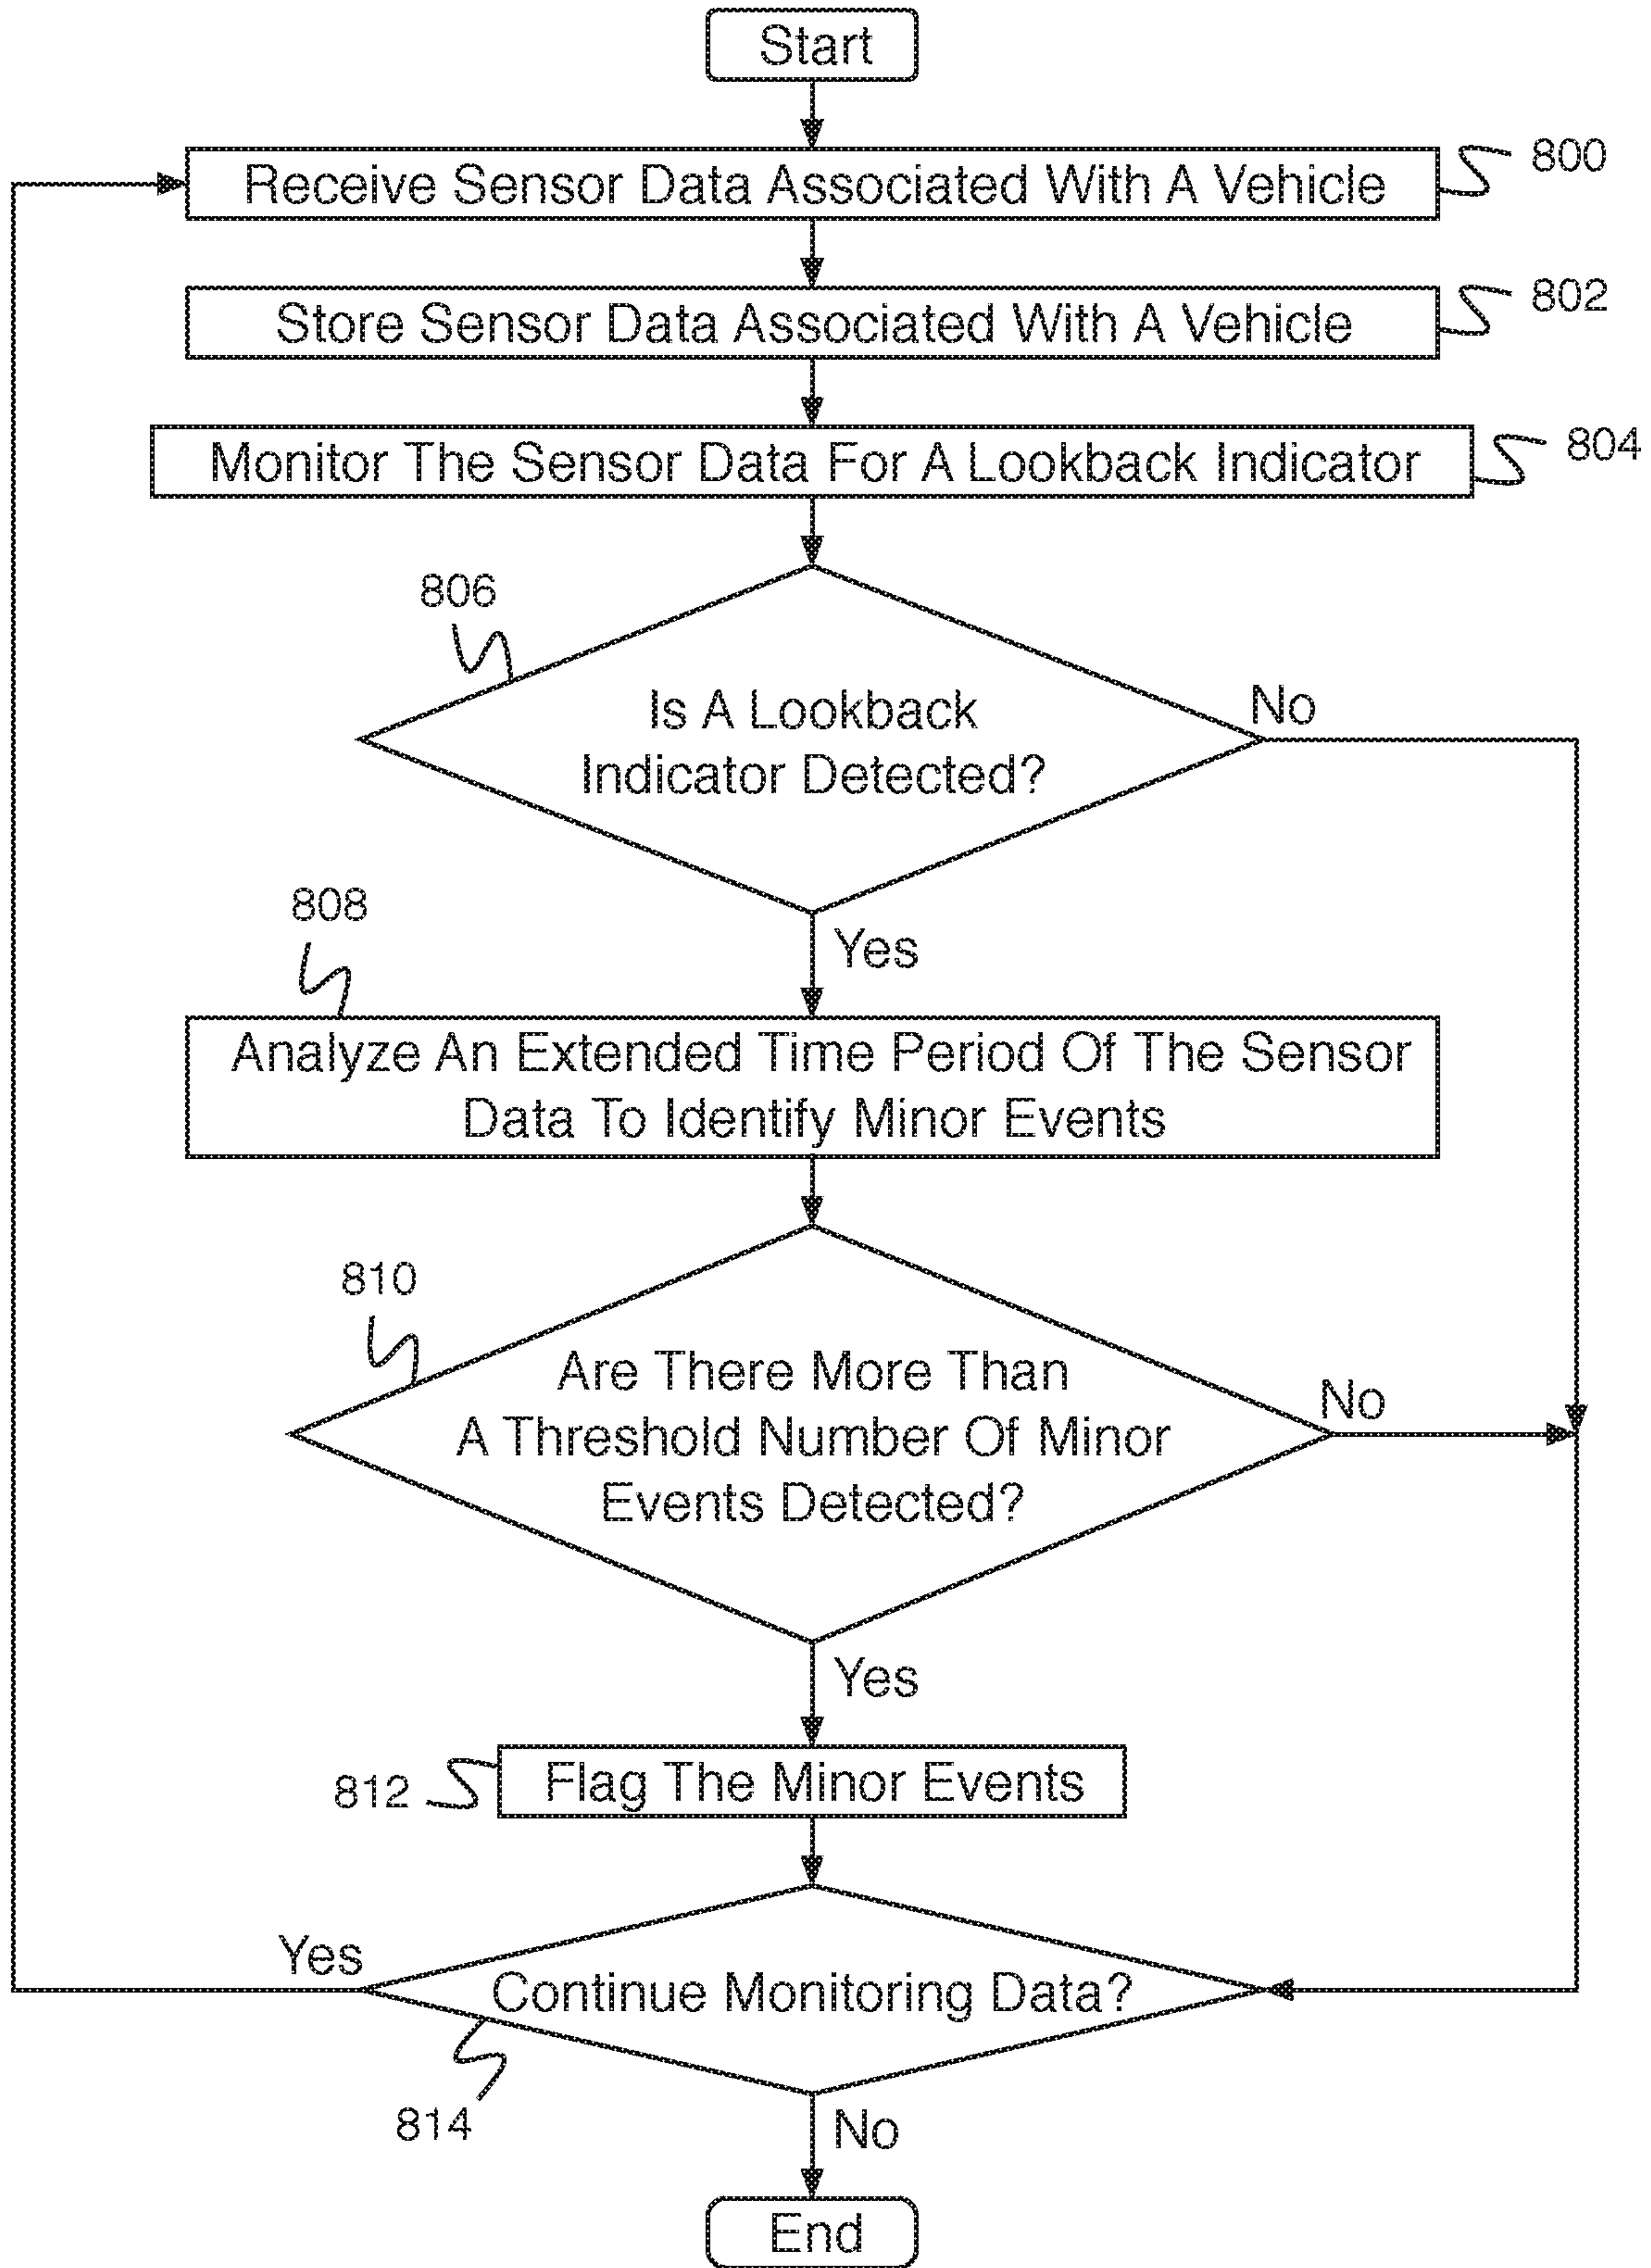 Start
Receive Sensor Data Associated With A Vehicle
800
Store Sensor Data Associated With A Vehicle
802
Monitor The Sensor Data For A Lookback Indicator
804
806
Is A Lookback
Indicator Detected?
No
Yes
808
Analyze An Extended Time Period Of The Sensor
Data To Identify Minor Events
810
Are There More Than
A Threshold Number Of Minor
Events Detected?
No
Yes
812
Flag The Minor Events
Yes
Continue Monitoring Data?
814
No
End